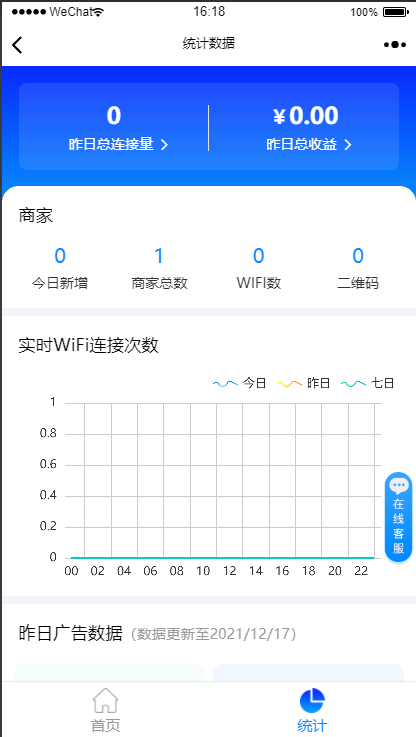 ●●●●● WeChat 16:18 100%
统计数据
0 ¥0.00
昨日总连接量 昨日总收益
商家
0 1 0 0
今日新增 商家总数 WIFI数 二维码
实时WiFi连接次数
今日 昨日 七日
1
0.8
0.6
0.4
0.2
0
00 02 04 06 08 10 12 14 16 18 20 22
在线客服
昨日广告数据（数据更新至2021/12/17）
首页 统计